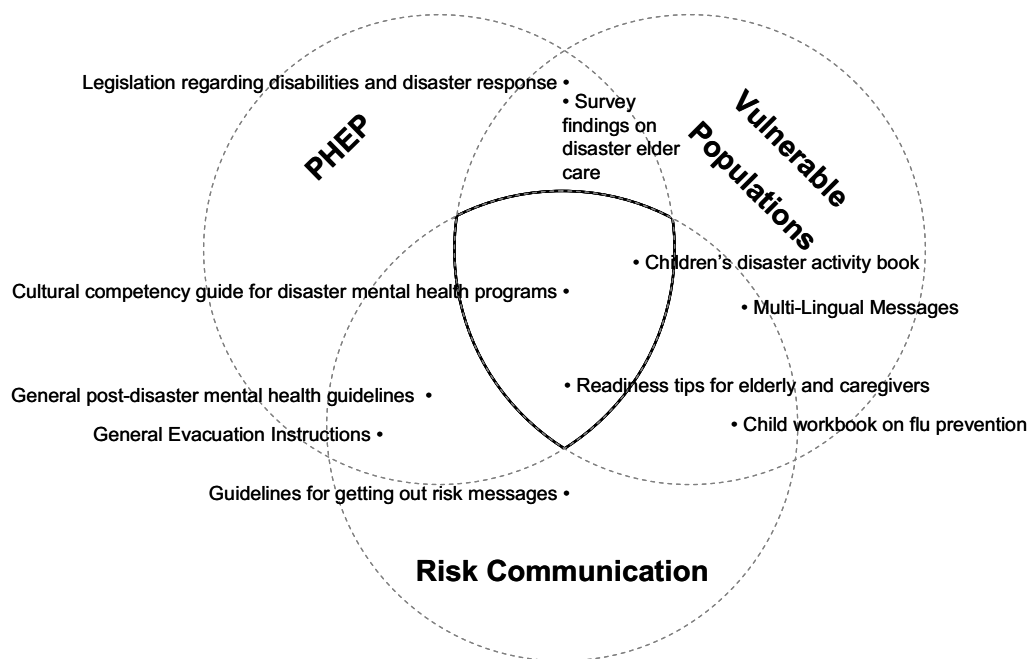 Legislation regarding disabilities and disaster response •
• Survey
findings on
disaster elder
care
PHEP
Vulnerable
Populations
• Children's disaster activity book
Cultural competency guide for disaster mental health programs •
• Multi-Lingual Messages
• Readiness tips for elderly and caregivers
General post-disaster mental health guidelines •
• Child workbook on flu prevention
General Evacuation Instructions •
Guidelines for getting out risk messages •
Risk Communication